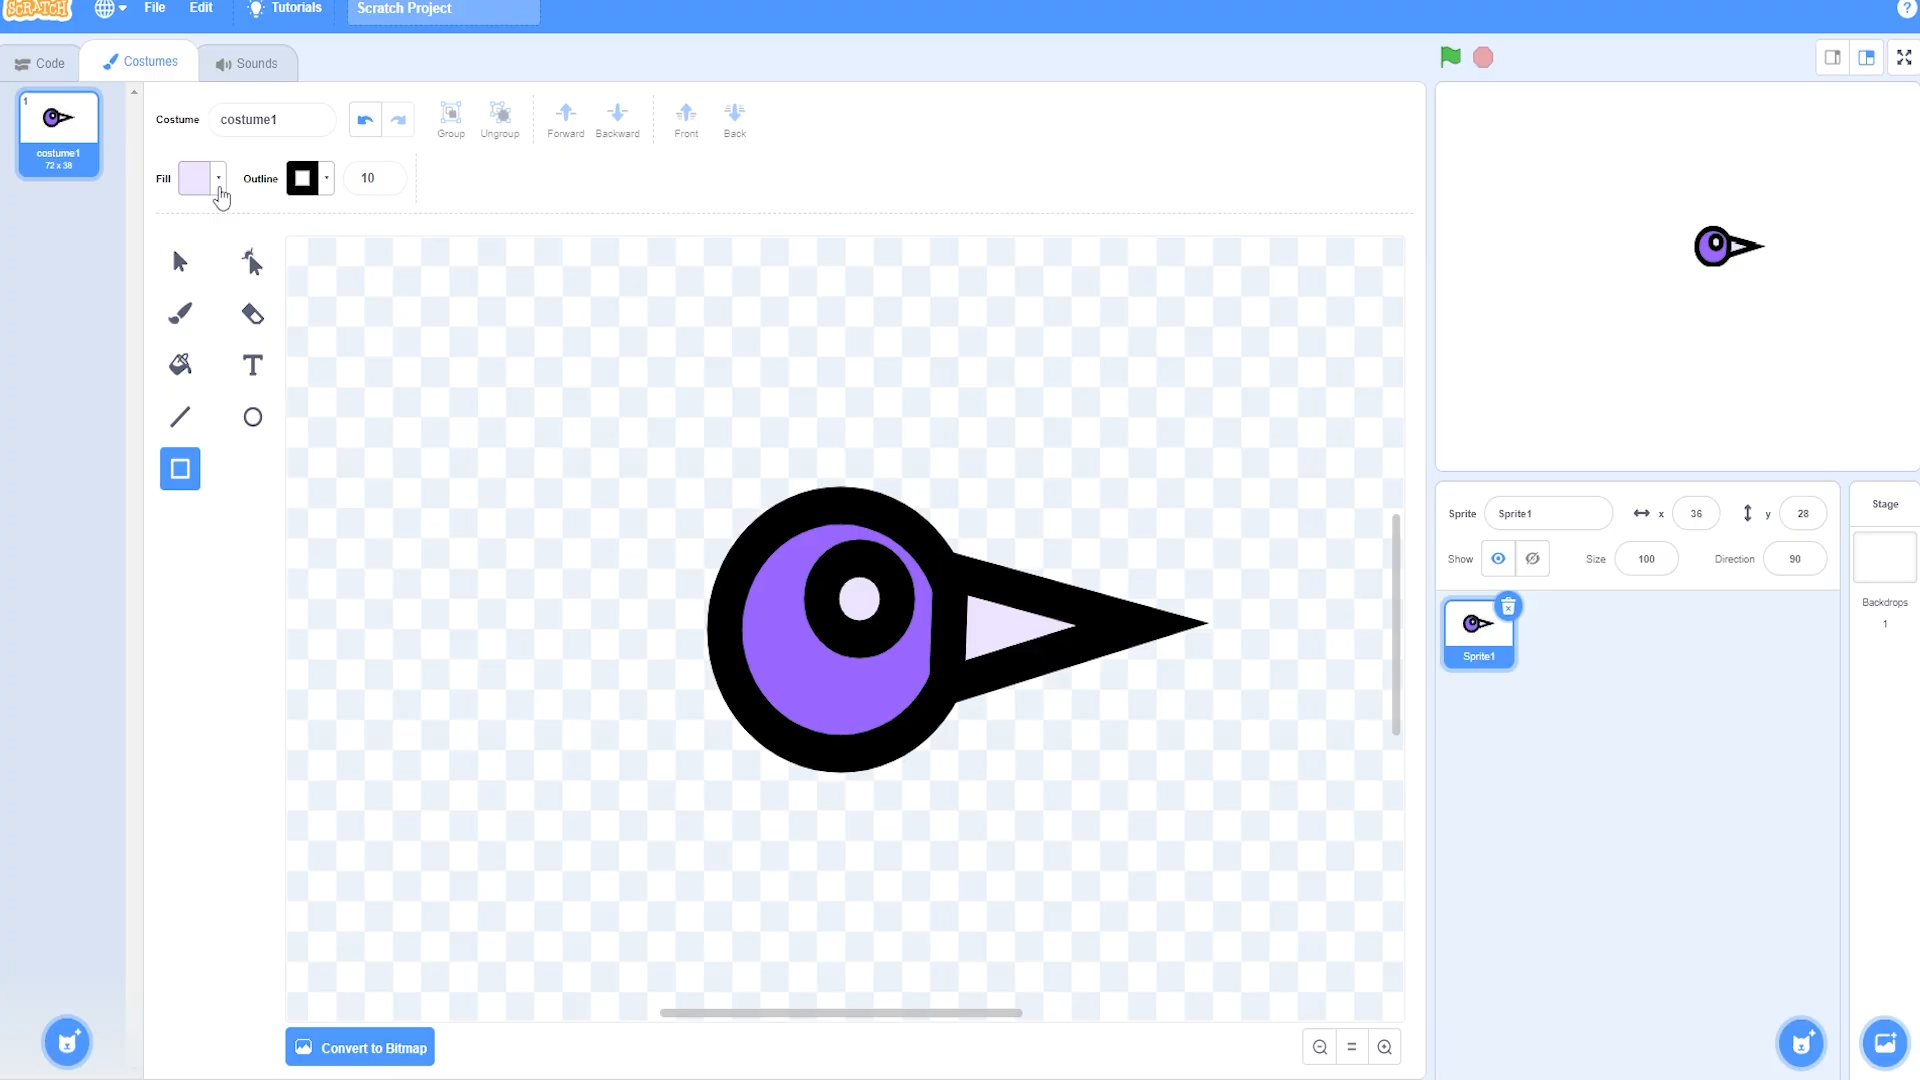 SCRATCH File Edit Tutorials Scratch Project ?
Code Costumes Sounds
1
costume1
72 x 38
Costume costume1
Group Ungroup Forward Backward Front Back
Fill Outline 10
T
Convert to Bitmap
=
Sprite Sprite1 x 36 y 28
Show Size 100 Direction 90
Sprite1
Stage
Backdrops
1